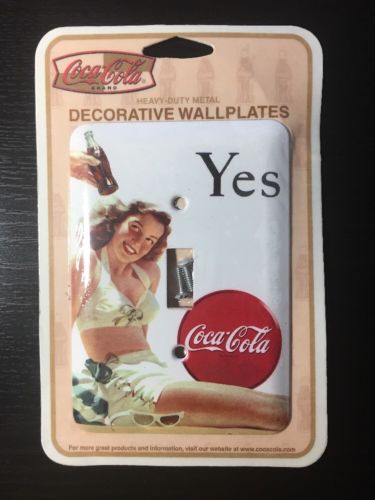 Coca-Cola
BRAND
HEAVY-DUTY METAL
DECORATIVE WALLPLATES
Yes
Coca-Cola
For more great products and information, visit our website at www.cocacola.com